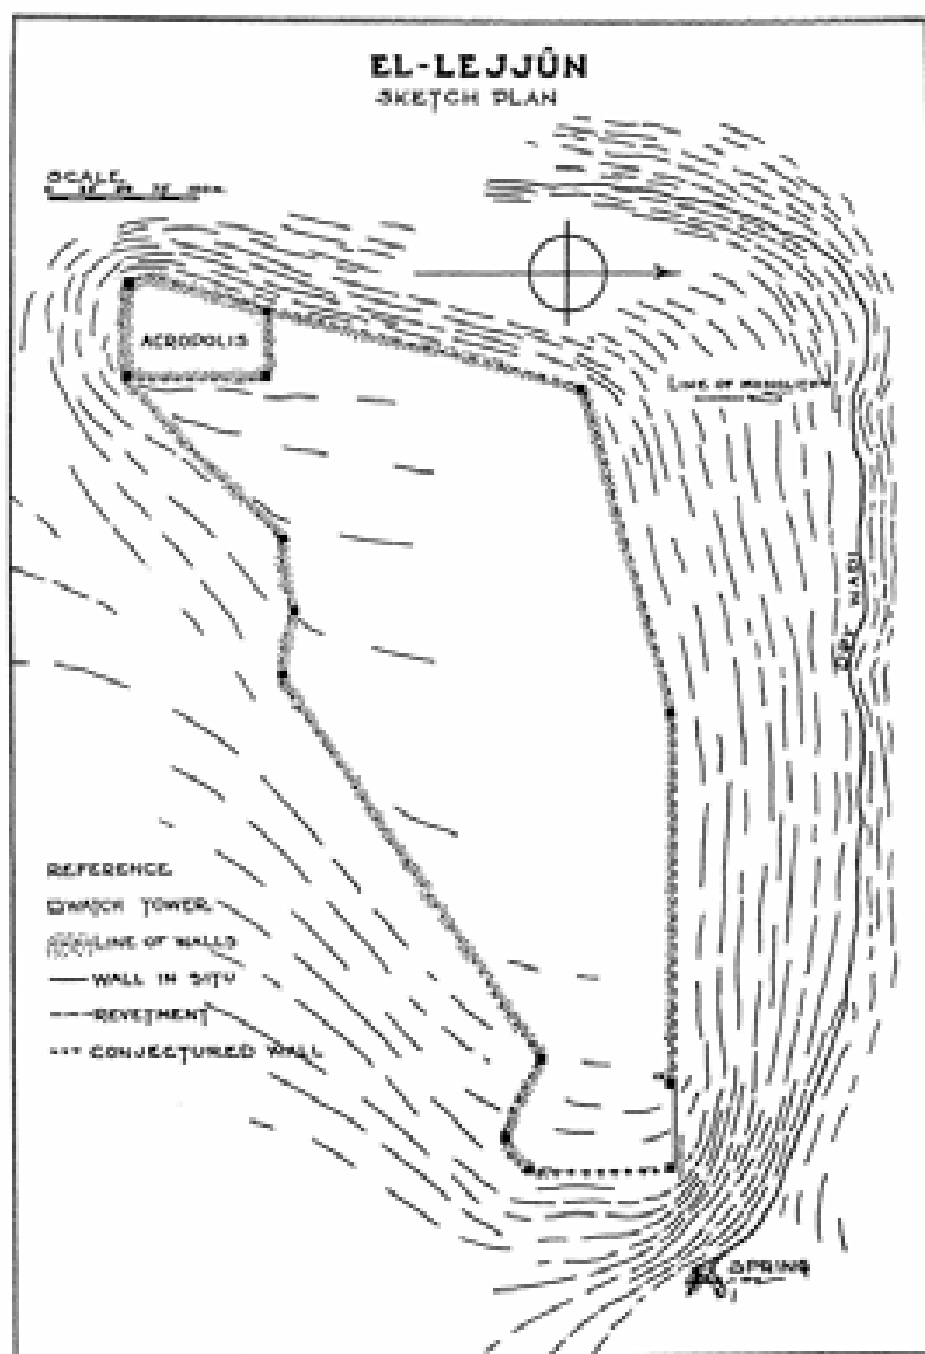 EL-LEJJÛN
SKETCH PLAN
SCALE.
ACROPOLIS
LINE OF
DRY WADI
REFERENCE
WATCH TOWER
LINE OF WALLS
WALL IN SITU
REVETMENT
CONJECTURED WALL
SPRING